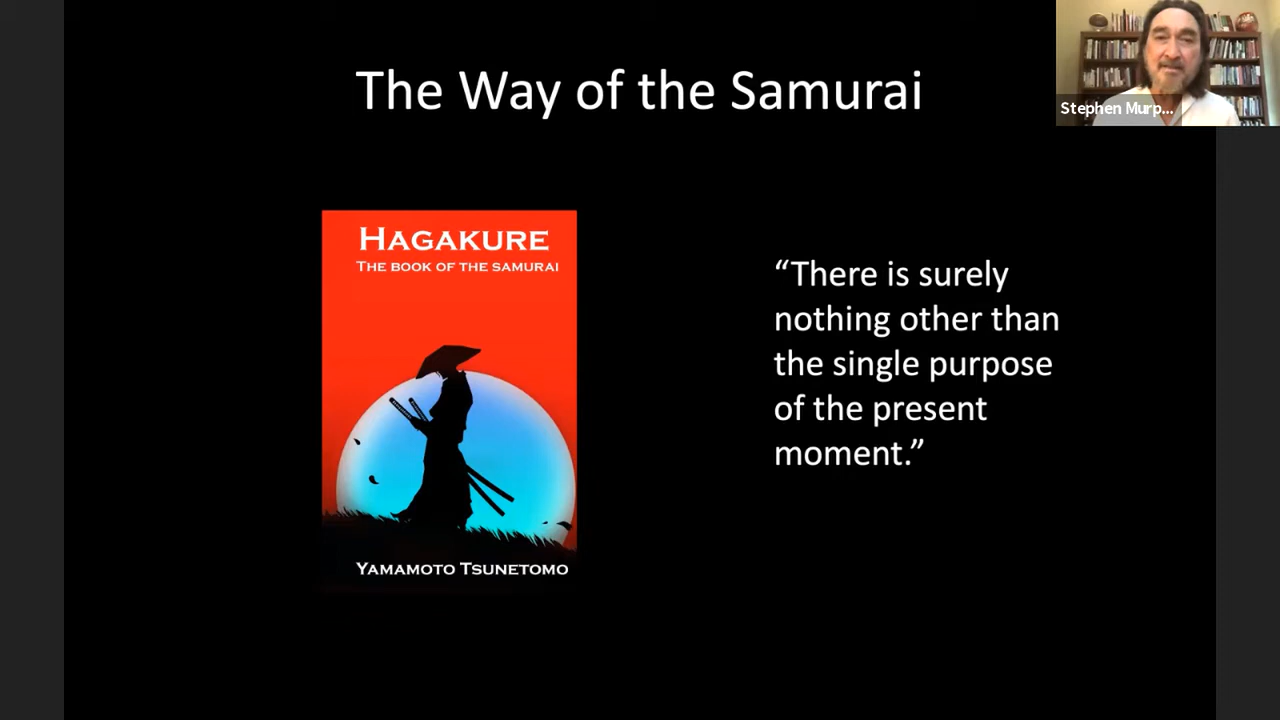 The Way of the Samurai
Stephen Murp...
HAGAKURE
THE BOOK OF THE SAMURAI
YAMAMOTO TSUNETOMO
“There is surely
nothing other than
the single purpose
of the present
moment.”